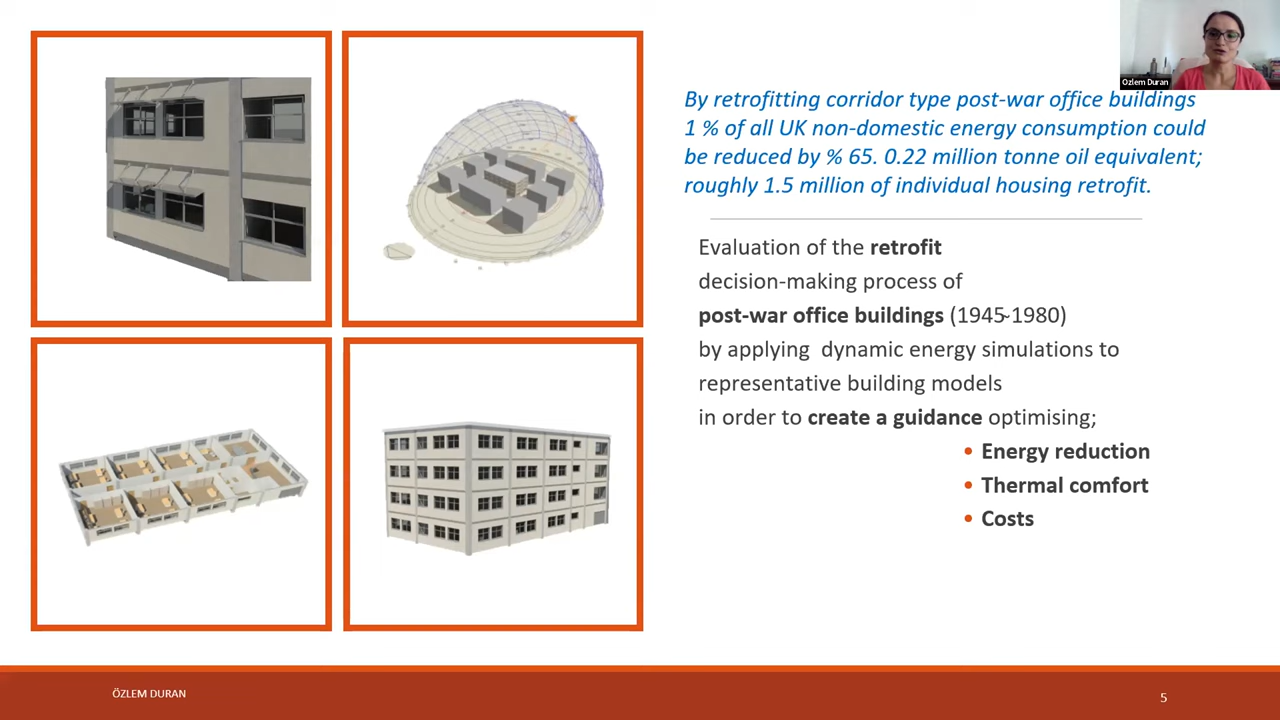 Ozlem Duran
By retrofitting corridor type post-war office buildings
1 % of all UK non-domestic energy consumption could
be reduced by % 65. 0.22 million tonne oil equivalent;
roughly 1.5 million of individual housing retrofit.
Evaluation of the retrofit
decision-making process of
post-war office buildings (1945-1980)
by applying dynamic energy simulations to
representative building models
in order to create a guidance optimising;
• Energy reduction
• Thermal comfort
• Costs
ÖZLEM DURAN
5